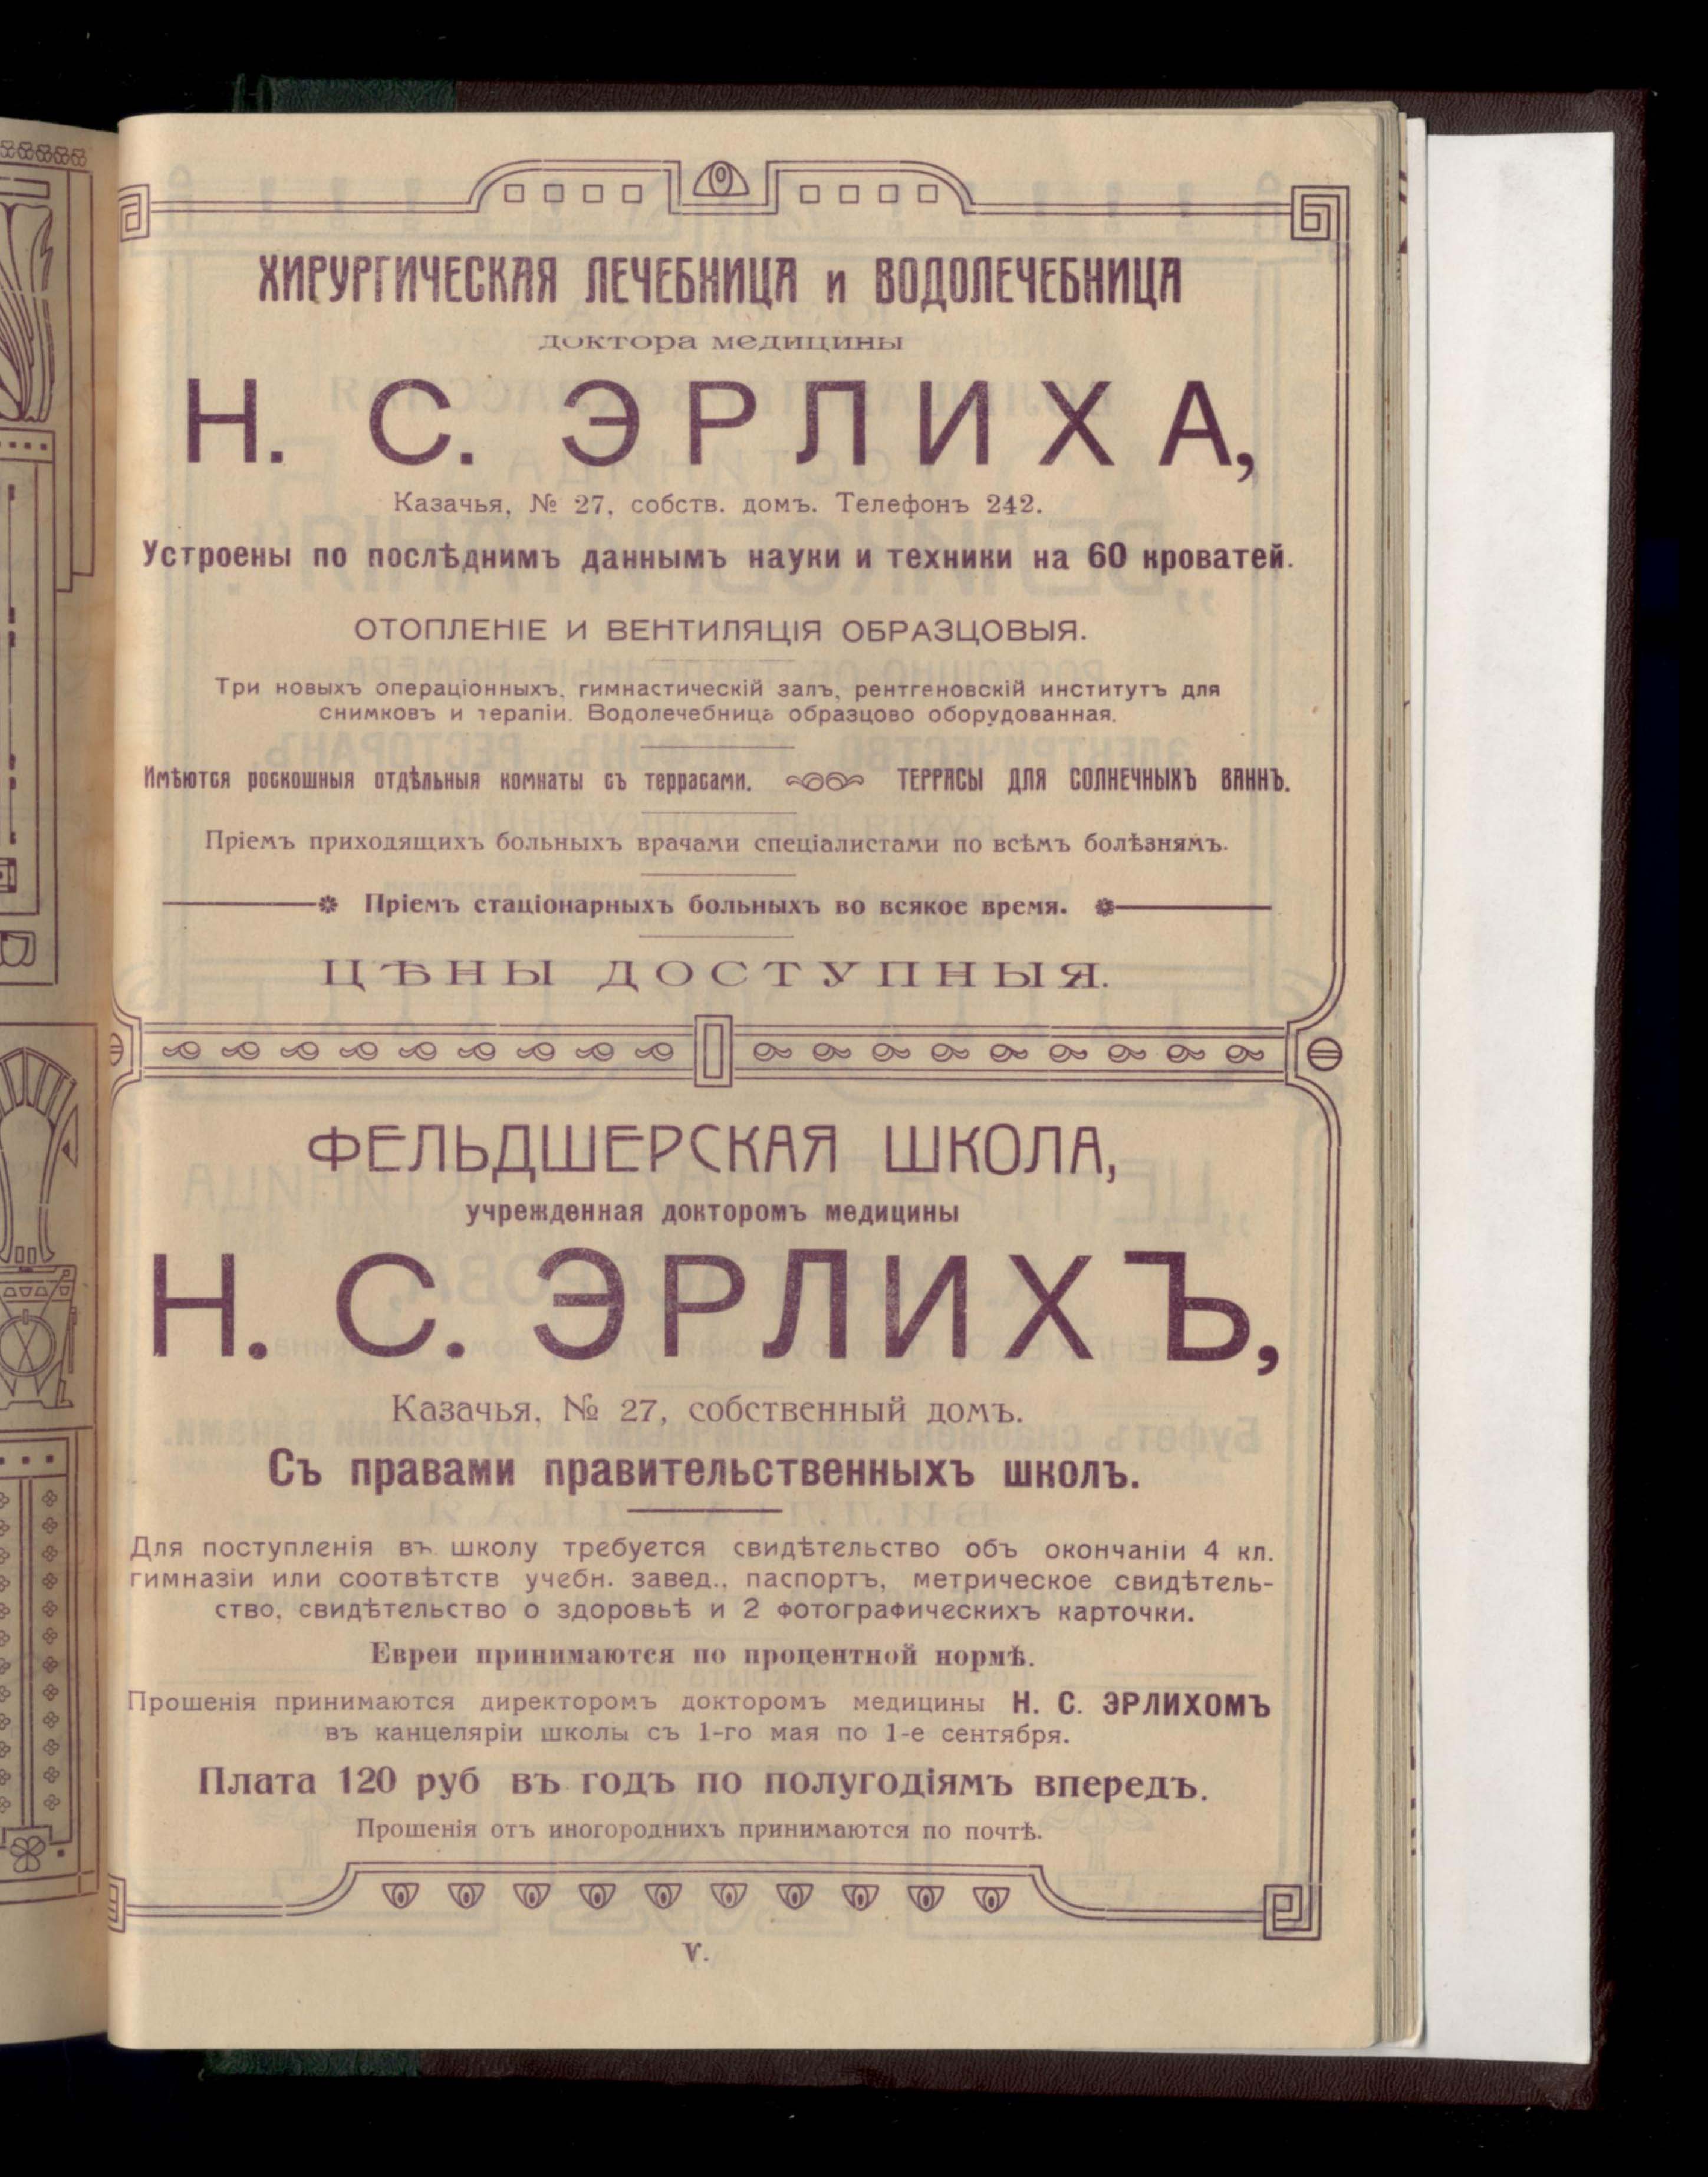 ХИРУРГИЧЕСКАЯ ЛЕЧЕБНИЦА и ВОДОЛЕЧЕБНИЦА
доктора медицины
Н. С. ЭРЛИХА,
Казачья, № 27, собств. домъ. Телефонъ 242.
Устроены по послѣднимъ даннымъ науки и техники на 60 кроватей.
ОТОПЛЕНІЕ И ВЕНТИЛЯЦІЯ ОБРАЗЦОВЫЯ.
Три новыхъ операціонныхъ, гимнастическій залъ, рентгеновскій институтъ для
снимковъ и терапіи. Водолечебница образцово оборудованная.
Имѣются роскошныя отдѣльныя комнаты съ террасами. ТЕРРАСЫ ДЛЯ СОЛНЕЧНЫХЪ ВАННЪ.
Пріемъ приходящихъ больныхъ врачами спеціалистами по всѣмъ болѣзнямъ.
Пріемъ стаціонарныхъ больныхъ во всякое время.
ЦѢНЫ ДОСТУПНЫЯ.
ФЕЛЬДШЕРСКАЯ ШКОЛА,
учрежденная докторомъ медицины
Н. С. ЭРЛИХЪ,
Казачья, № 27, собственный домъ.
Съ правами правительственныхъ школъ.
Для поступленія въ школу требуется свидѣтельство объ окончаніи 4 кл.
гимназіи или соотвѣтств учебн. завед., паспортъ, метрическое свидѣтель-
ство, свидѣтельство о здоровьѣ и 2 фотографическихъ карточки.
Евреи принимаются по процентной нормѣ.
Прошенія принимаются директоромъ докторомъ медицины Н. С. ЭРЛИХОМЪ
въ канцеляріи школы съ 1-го мая по 1-е сентября.
Плата 120 руб въ годъ по полугодіямъ впередъ.
Прошенія отъ иногороднихъ принимаются по почтѣ.
V.